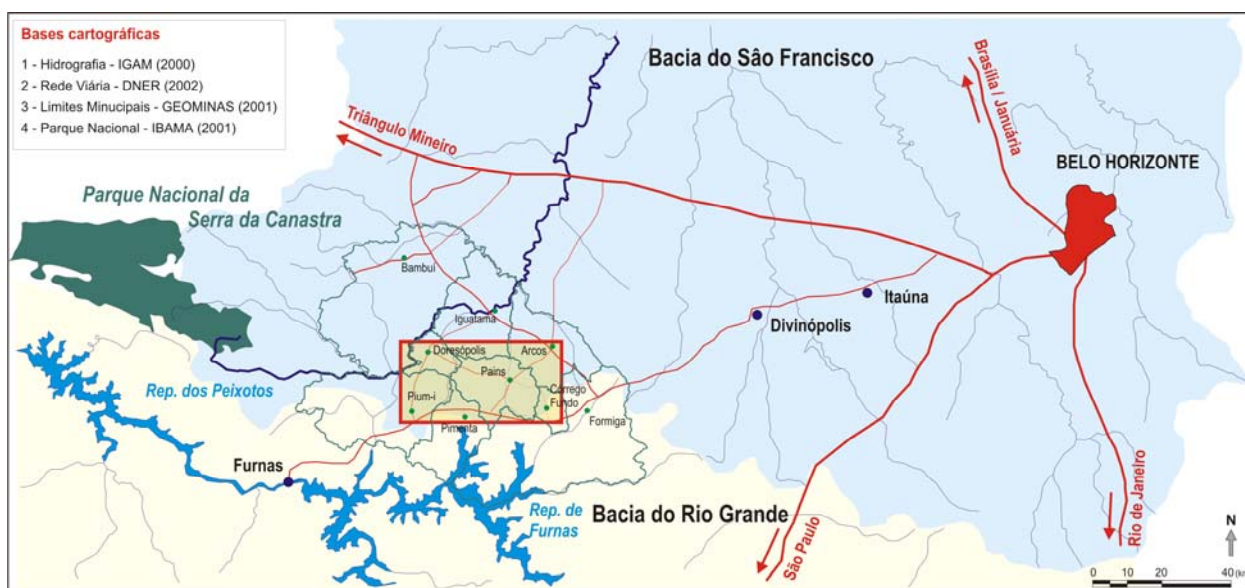 Bases cartográficas
1 - Hidrografia - IGAM (2000)
2 - Rede Viária - DNER (2002)
3 - Limites Minucipais - GEOMINAS (2001)
4 - Parque Nacional - IBAMA (2001)
Bacia do Sâo Francisco
Brasília / Januária
Triângulo Mineiro
BELO HORIZONTE
Parque Nacional da
Serra da Canastra
Bambuí
Itaúna
Iguatama
Divinópolis
Doresópolis
Arcos
Pains
Rep. dos Peixotos
Pium-i
Córrego
Fundo
Pimenta
Formiga
Furnas
Rep. de
Furnas
Bacia do Rio Grande
São Paulo
Rio de Janeiro
N
0 10 20 40 (km